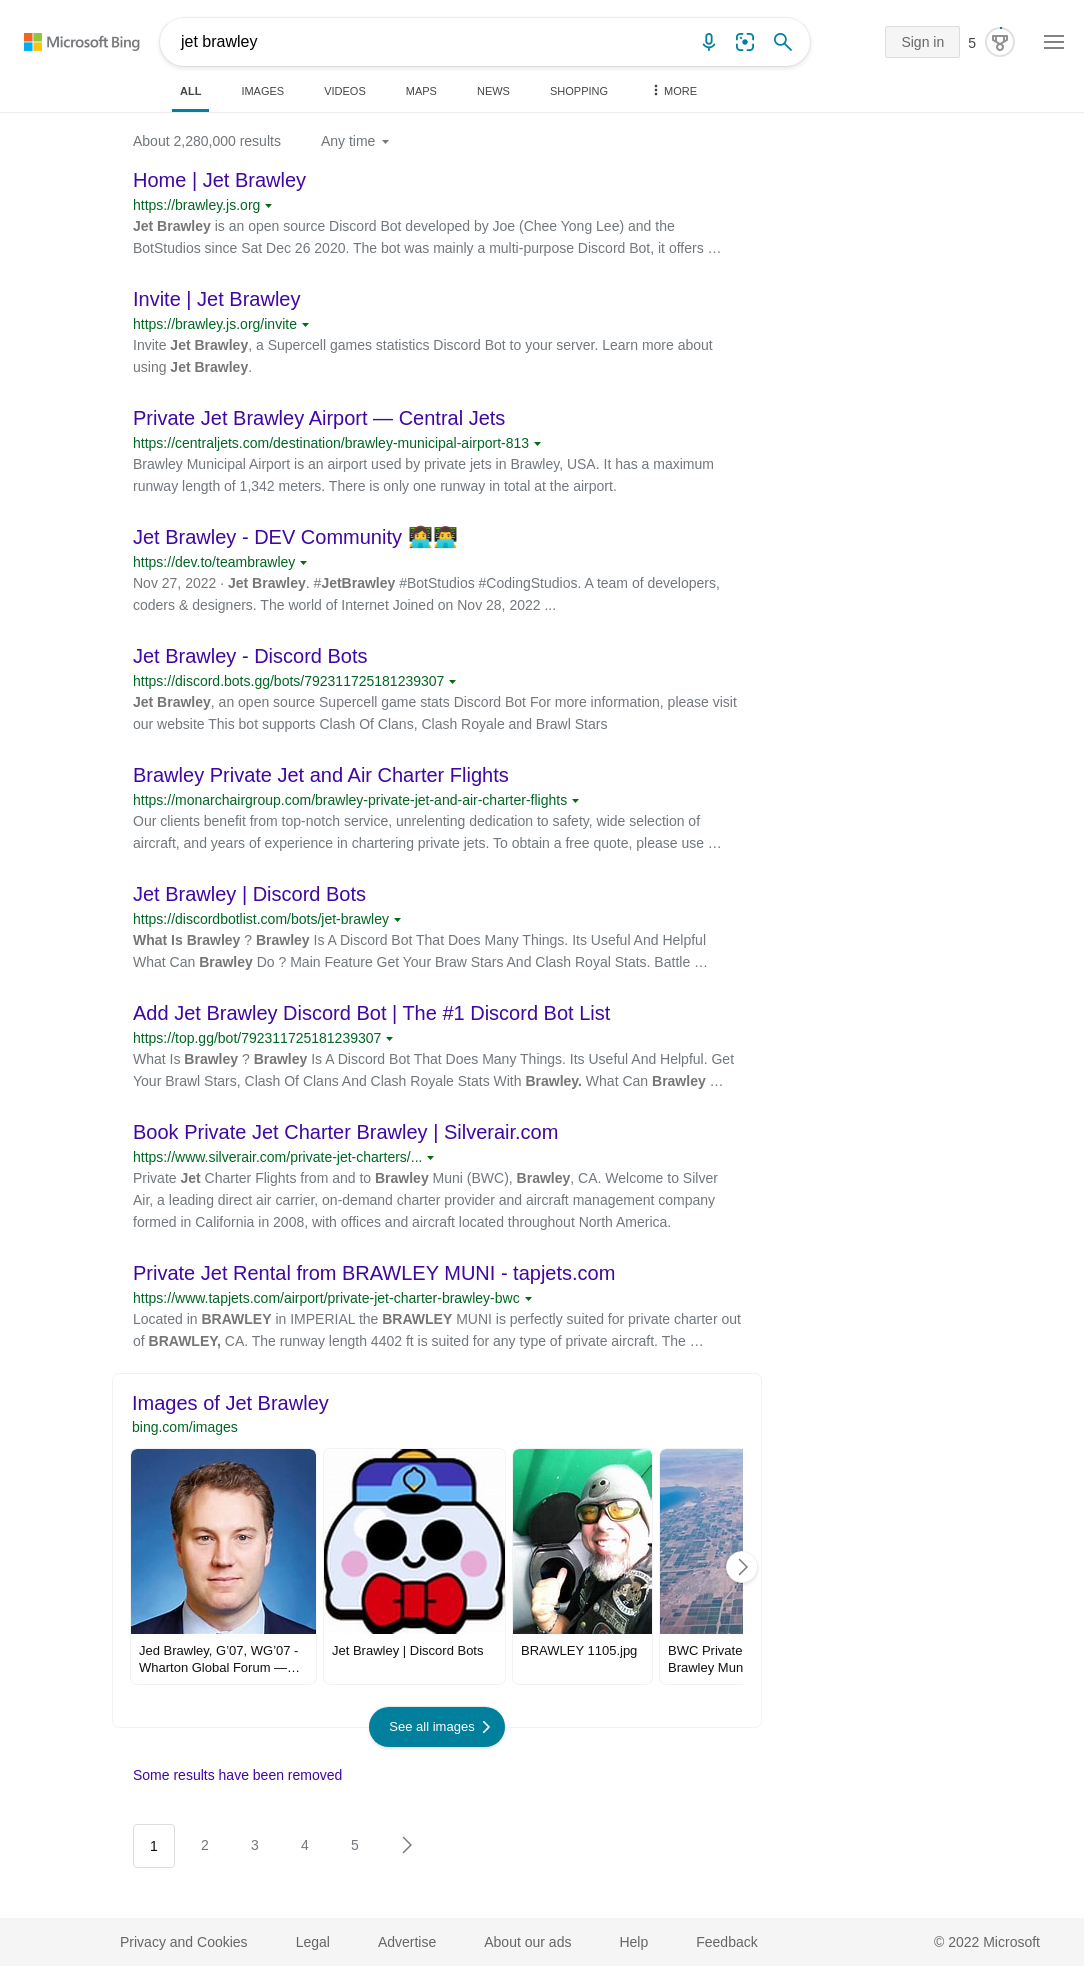 Microsoft Bing
jet brawley
Sign in
5
ALL
IMAGES
VIDEOS
MAPS
NEWS
SHOPPING
MORE
About 2,280,000 results
Any time
Home | Jet Brawley
https://brawley.js.org
Jet Brawley is an open source Discord Bot developed by Joe (Chee Yong Lee) and the
BotStudios since Sat Dec 26 2020. The bot was mainly a multi-purpose Discord Bot, it offers …
Invite | Jet Brawley
https://brawley.js.org/invite
Invite Jet Brawley, a Supercell games statistics Discord Bot to your server. Learn more about
using Jet Brawley.
Private Jet Brawley Airport — Central Jets
https://centraljets.com/destination/brawley-municipal-airport-813
Brawley Municipal Airport is an airport used by private jets in Brawley, USA. It has a maximum
runway length of 1,342 meters. There is only one runway in total at the airport.
Jet Brawley - DEV Community 👩‍💻👨‍💻
https://dev.to/teambrawley
Nov 27, 2022 · Jet Brawley. #JetBrawley #BotStudios #CodingStudios. A team of developers,
coders & designers. The world of Internet Joined on Nov 28, 2022 ...
Jet Brawley - Discord Bots
https://discord.bots.gg/bots/792311725181239307
Jet Brawley, an open source Supercell game stats Discord Bot For more information, please visit
our website This bot supports Clash Of Clans, Clash Royale and Brawl Stars
Brawley Private Jet and Air Charter Flights
https://monarchairgroup.com/brawley-private-jet-and-air-charter-flights
Our clients benefit from top-notch service, unrelenting dedication to safety, wide selection of
aircraft, and years of experience in chartering private jets. To obtain a free quote, please use …
Jet Brawley | Discord Bots
https://discordbotlist.com/bots/jet-brawley
What Is Brawley ? Brawley Is A Discord Bot That Does Many Things. Its Useful And Helpful
What Can Brawley Do ? Main Feature Get Your Braw Stars And Clash Royal Stats. Battle …
Add Jet Brawley Discord Bot | The #1 Discord Bot List
https://top.gg/bot/792311725181239307
What Is Brawley ? Brawley Is A Discord Bot That Does Many Things. Its Useful And Helpful. Get
Your Brawl Stars, Clash Of Clans And Clash Royale Stats With Brawley. What Can Brawley …
Book Private Jet Charter Brawley | Silverair.com
https://www.silverair.com/private-jet-charters/...
Private Jet Charter Flights from and to Brawley Muni (BWC), Brawley, CA. Welcome to Silver
Air, a leading direct air carrier, on-demand charter provider and aircraft management company
formed in California in 2008, with offices and aircraft located throughout North America.
Private Jet Rental from BRAWLEY MUNI - tapjets.com
https://www.tapjets.com/airport/private-jet-charter-brawley-bwc
Located in BRAWLEY in IMPERIAL the BRAWLEY MUNI is perfectly suited for private charter out
of BRAWLEY, CA. The runway length 4402 ft is suited for any type of private aircraft. The …
Images of Jet Brawley
bing.com/images
Jed Brawley, G’07, WG’07 -
Wharton Global Forum —…
Jet Brawley | Discord Bots
BRAWLEY 1105.jpg
BWC Private
Brawley Mun
See all images
Some results have been removed
1
2
3
4
5
Privacy and Cookies
Legal
Advertise
About our ads
Help
Feedback
© 2022 Microsoft